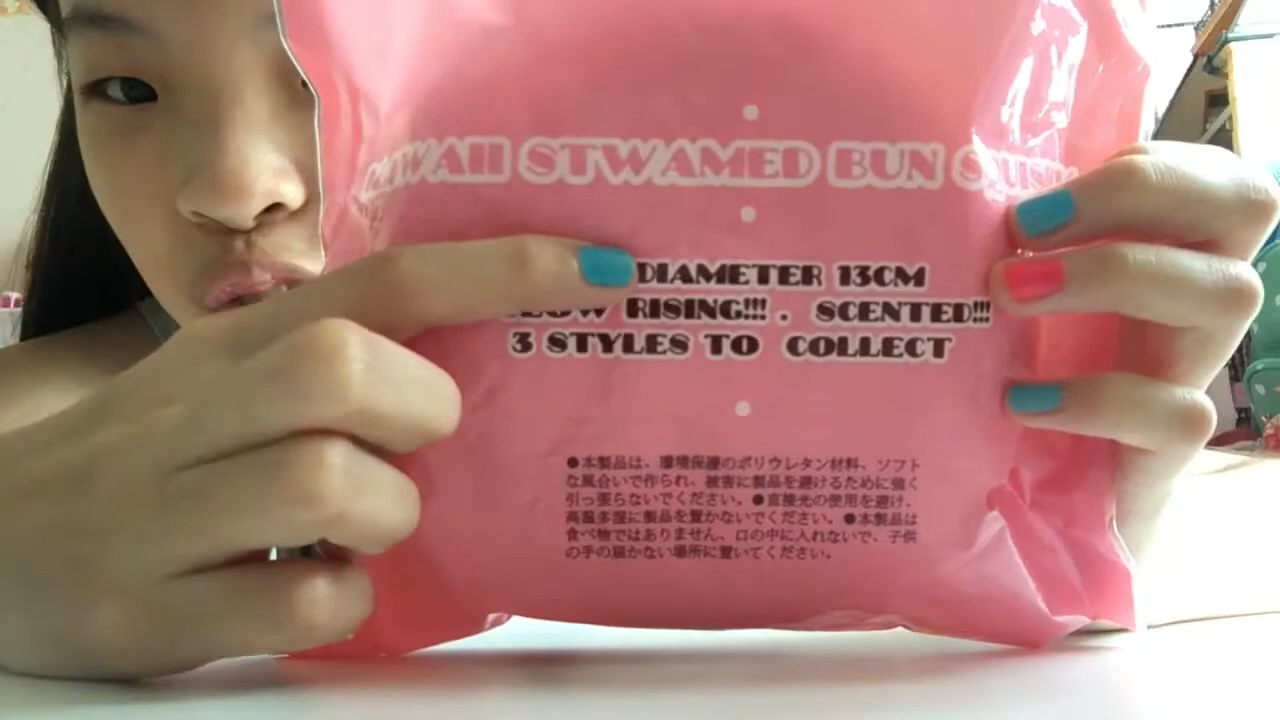 STWAMED BUN
DIAMETER 13CM
RISING!!! . SCENTED!!!
3 STYLES TO COLLECT
●本製品は、環境保護のポリウレタン材料、ソフト
な風合いで作られ、被害に製品を避けるために強く
引っ張らないでください。●直接光の使用を避け、
高温多湿に製品を置かないでください。●本製品は
食べ物ではありません、口の中に入れないで、子供
の手の届かない場所に置いてください。